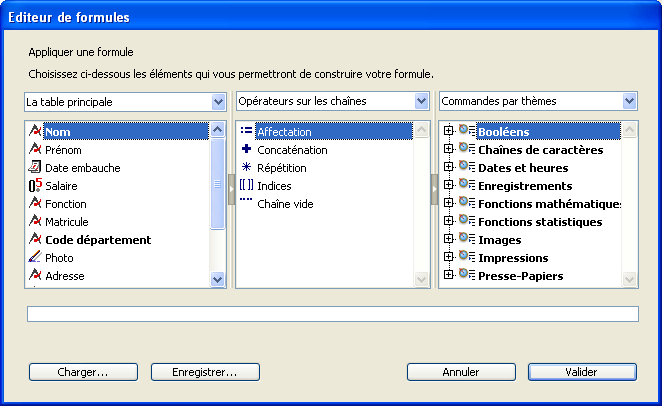 Editeur de formules
Appliquer une formule
Choisissez ci-dessous les éléments qui vous permettront de construire votre formule.
La table principale
Opérateurs sur les chaînes
Commandes par thèmes
Nom
Prénom
Date embauche
Salaire
Fonction
Matricule
Code département
Photo
Adresse
Affectation
Concaténation
Répétition
Indices
Chaîne vide
Booléens
Chaînes de caractères
Dates et heures
Enregistrements
Fonctions mathématiques
Fonctions statistiques
Images
Impressions
Presse-Papiers
Charger...
Enregistrer...
Annuler
Valider